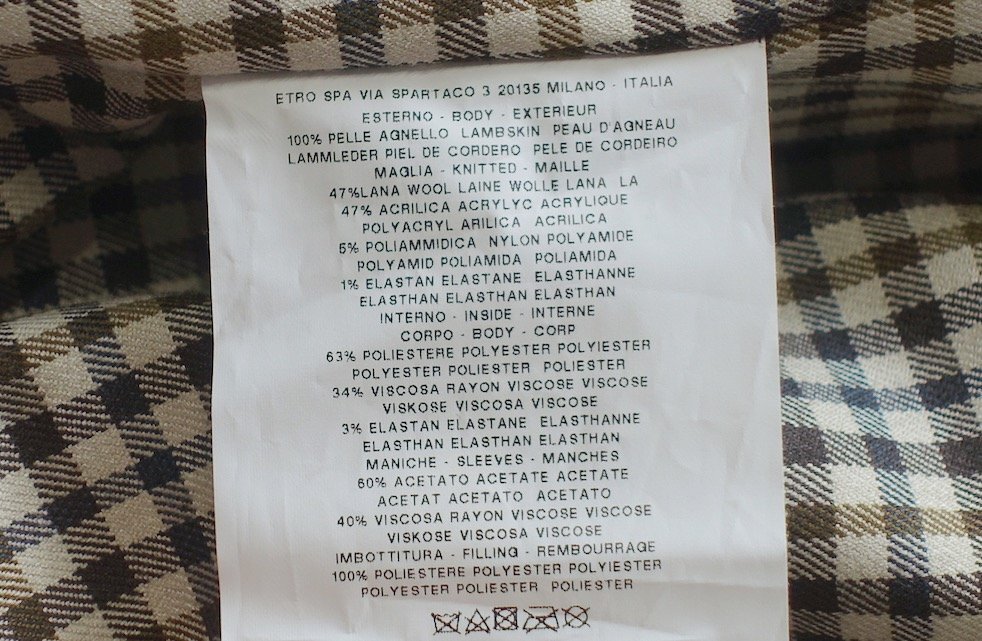 ETRO SPA VIA SPARTACO 3 20135 MILANO - ITALIA
ESTERNO - BODY - EXTERIEUR
100% PELLE AGNELLO LAMBSKIN PEAU D'AGNEAU
LAMMLEDER PIEL DE CORDERO PELE DE CORDEIRO
MAGLIA - KNITTED - MAILLE
47%LANA WOOL LAINE WOLLE LANA LA
47% ACRILICA ACRYLYC ACRYLIQUE
POLYACRYL ARILICA ACRILICA
5% POLIAMMIDICA NYLON POLYAMIDE
POLYAMID POLIAMIDA POLIAMIDA
1% ELASTAN ELASTANE ELASTHANNE
ELASTHAN ELASTHAN ELASTHAN
INTERNO - INSIDE - INTERNE
CORPO - BODY - CORP
63% POLIESTERE POLYESTER POLYIESTER
POLYESTER POLIESTER POLIESTER
34% VISCOSA RAYON VISCOSE VISCOSE
VISKOSE VISCOSA VISCOSE
3% ELASTAN ELASTANE ELASTHANNE
ELASTHAN ELASTHAN ELASTHAN
MANICHE - SLEEVES - MANCHES
60% ACETATO ACETATE ACETATE
ACETAT ACETATO ACETATO
40% VISCOSA RAYON VISCOSE VISCOSE
VISKOSE VISCOSA VISCOSE
IMBOTTITURA - FILLING - REMBOURRAGE
100% POLIESTERE POLYESTER POLYIESTER
POLYESTER POLIESTER POLIESTER